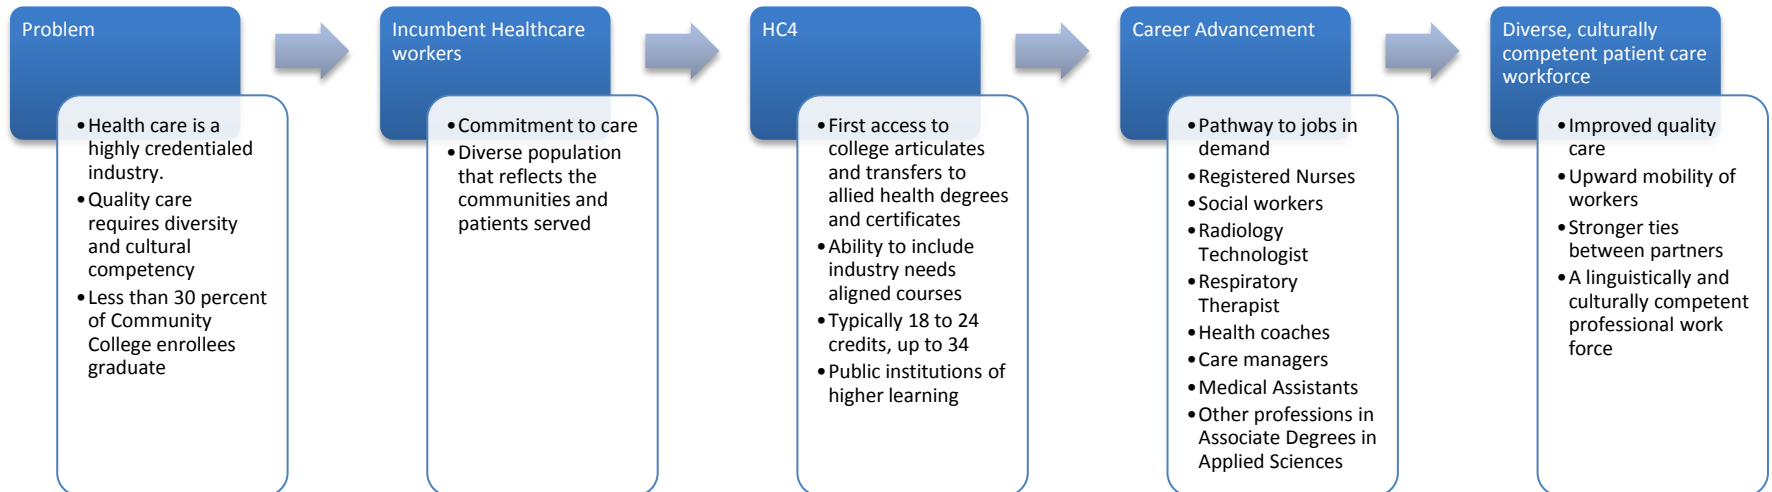 Problem
•Health care is a
highly credentialed
industry.
•Quality care
requires diversity
and cultural
competency
•Less than 30 percent
of Community
College enrollees
graduate
Incumbent Healthcare
workers
•Commitment to care
•Diverse population
that reflects the
communities and
patients served
HC4
•First access to
college articulates
and transfers to
allied health degrees
and certificates
•Ability to include
industry needs
aligned courses
•Typically 18 to 24
credits, up to 34
•Public institutions of
higher learning
Career Advancement
•Pathway to jobs in
demand
•Registered Nurses
•Social workers
•Radiology
Technologist
•Respiratory
Therapist
•Health coaches
•Care managers
•Medical Assistants
•Other professions in
Associate Degrees in
Applied Sciences
Diverse, culturally
competent patient care
workforce
•Improved quality
care
•Upward mobility of
workers
•Stronger ties
between partners
•A linguistically and
culturally competent
professional work
force